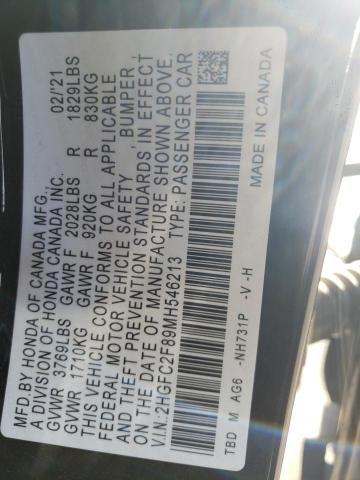 MFD.BY HONDA OF CANADA MFG. 02/'21
A DIVISION OF HONDA CANADA INC.
GVWR 3769LBS GAWR F 2028LBS R 1829LBS
GVWR 1710KG GAWR F 920KG R 830KG
THIS VEHICLE CONFORMS TO ALL APPLICABLE
FEDERAL MOTOR VEHICLE SAFETY , BUMPER ,
AND THEFT PREVENTION STANDARDS IN EFFECT
ON THE DATE OF MANUFACTURE SHOWN ABOVE.
V.I.N:2HGFC2F89MH546213 TYPE: PASSENGER CAR
TBD M AG6 -NH731P -V -H MADE IN CANADA